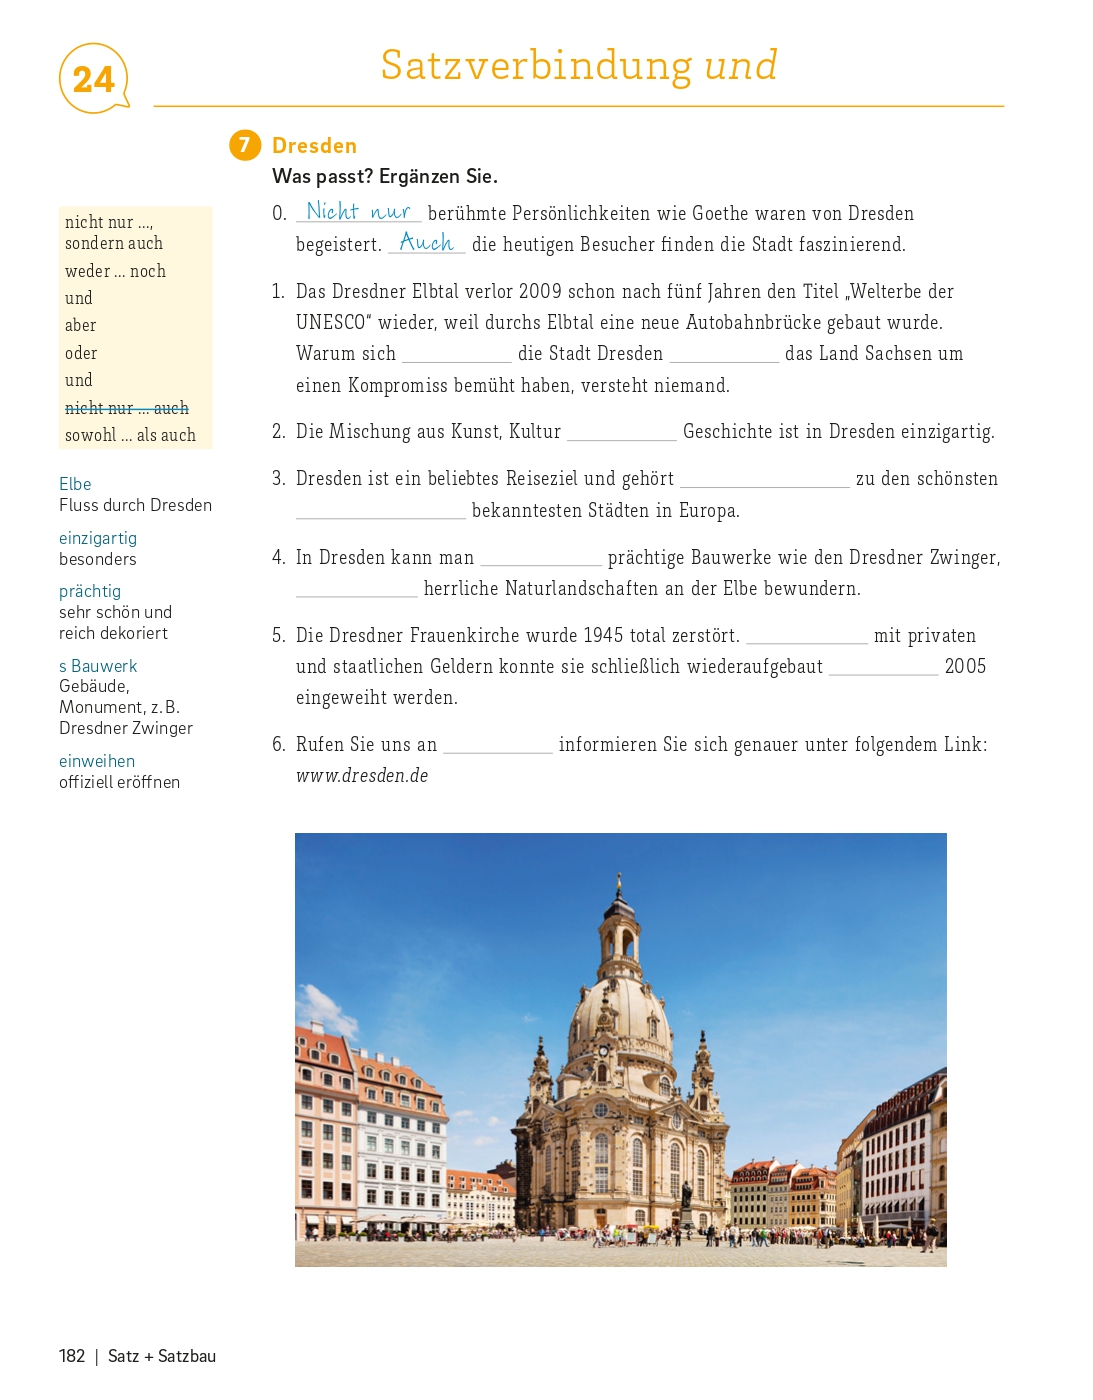 24
Satzverbindung und
7 Dresden
Was passt? Ergänzen Sie.
nicht nur ...,
sondern auch
weder ... noch
und
aber
oder
und
nicht nur ... auch
sowohl ... als auch
Elbe
Fluss durch Dresden
einzigartig
besonders
prächtig
sehr schön und
reich dekoriert
s Bauwerk
Gebäude,
Monument, z. B.
Dresdner Zwinger
einweihen
offiziell eröffnen
0. Nicht nur berühmte Persönlichkeiten wie Goethe waren von Dresden
begeistert. Auch die heutigen Besucher finden die Stadt faszinierend.
1. Das Dresdner Elbtal verlor 2009 schon nach fünf Jahren den Titel „Welterbe der
UNESCO“ wieder, weil durchs Elbtal eine neue Autobahnbrücke gebaut wurde.
Warum sich ___________ die Stadt Dresden ___________ das Land Sachsen um
einen Kompromiss bemüht haben, versteht niemand.
2. Die Mischung aus Kunst, Kultur ___________ Geschichte ist in Dresden einzigartig.
3. Dresden ist ein beliebtes Reiseziel und gehört _________________ zu den schönsten
_________________ bekanntesten Städten in Europa.
4. In Dresden kann man ____________ prächtige Bauwerke wie den Dresdner Zwinger,
____________ herrliche Naturlandschaften an der Elbe bewundern.
5. Die Dresdner Frauenkirche wurde 1945 total zerstört. ____________ mit privaten
und staatlichen Geldern konnte sie schließlich wiederaufgebaut ___________ 2005
eingeweiht werden.
6. Rufen Sie uns an ___________ informieren Sie sich genauer unter folgendem Link:
www.dresden.de
182 | Satz + Satzbau